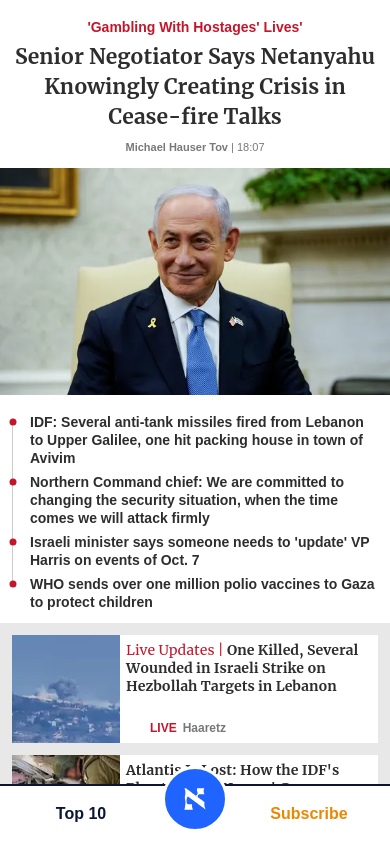 'Gambling With Hostages' Lives'
Senior Negotiator Says Netanyahu
Knowingly Creating Crisis in
Cease-fire Talks
Michael Hauser Tov | 18:07
IDF: Several anti-tank missiles fired from Lebanon
to Upper Galilee, one hit packing house in town of
Avivim
Northern Command chief: We are committed to
changing the security situation, when the time
comes we will attack firmly
Israeli minister says someone needs to 'update' VP
Harris on events of Oct. 7
WHO sends over one million polio vaccines to Gaza
to protect children
Live Updates | One Killed, Several
Wounded in Israeli Strike on
Hezbollah Targets in Lebanon
LIVE Haaretz
Atlantis Lost: How the IDF's
Top 10
Subscribe